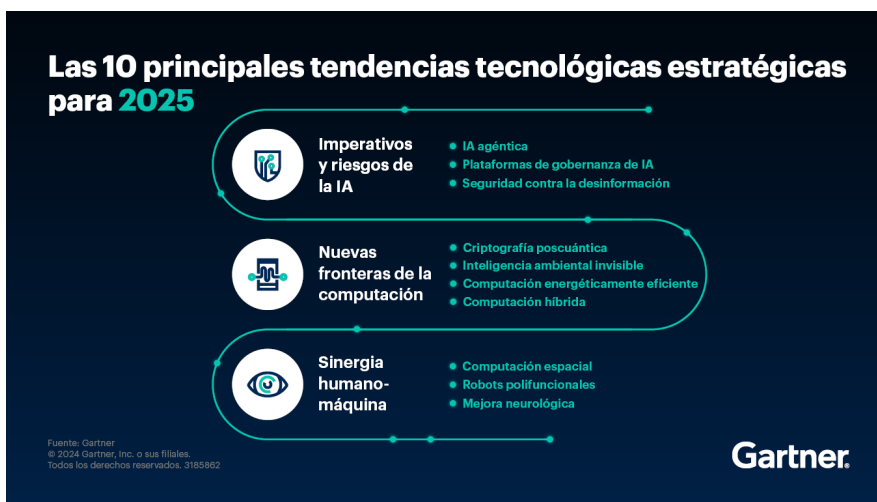 Las 10 principales tendencias tecnológicas estratégicas
para 2025
Imperativos
y riesgos de
la IA
IA agéntica
Plataformas de gobernanza de IA
Seguridad contra la desinformación
Nuevas
fronteras de la
computación
Criptografía poscuántica
Inteligencia ambiental invisible
Computación energéticamente eficiente
Computación híbrida
Sinergia
humano-
máquina
Computación espacial
Robots polifuncionales
Mejora neurológica
Fuente: Gartner
© 2024 Gartner, Inc. o sus filiales.
Todos los derechos reservados. 3185862
Gartner®